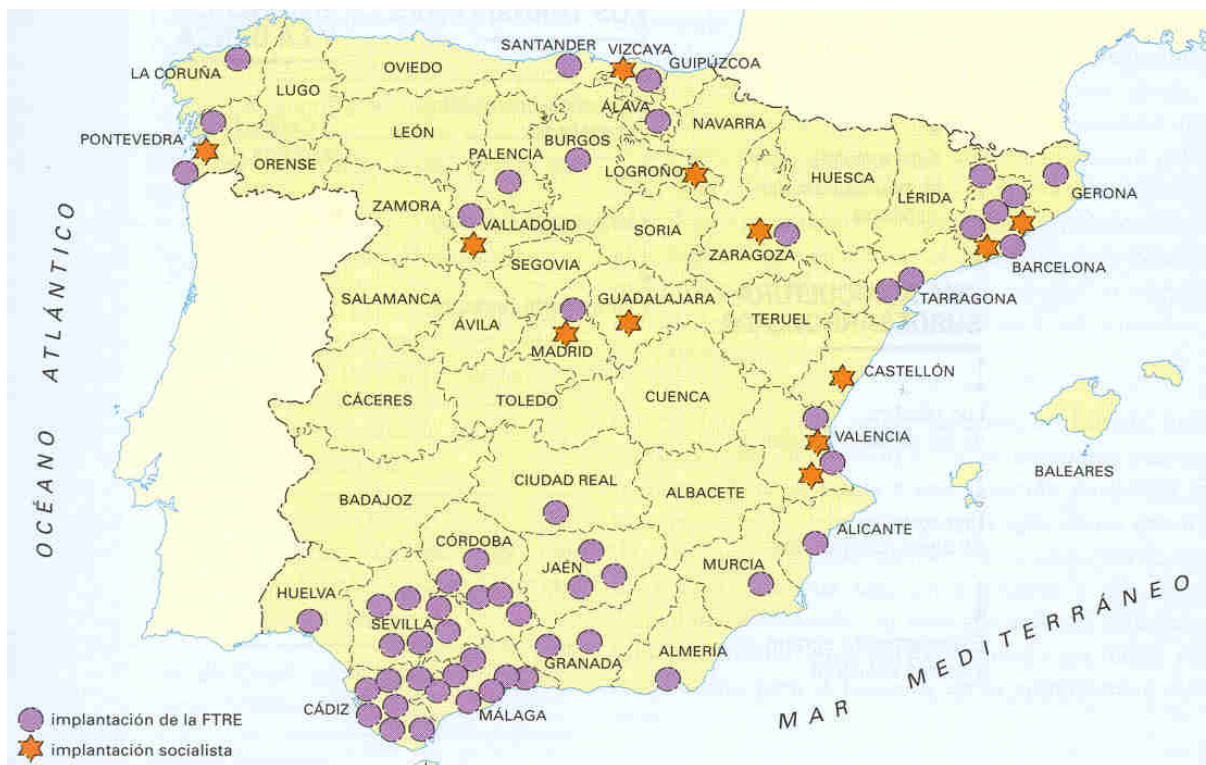 SANTANDER
VIZCAYA
GUIPÚZCOA
LA CORUÑA
OVIEDO
LUGO
ÁLAVA
NAVARRA
PONTEVEDRA
LEÓN
BURGOS
PALENCIA
ORENSE
LOGROÑO
HUESCA
LÉRIDA
GERONA
ZAMORA
VALLADOLID
SORIA
ZARAGOZA
BARCELONA
SEGOVIA
TARRAGONA
SALAMANCA
GUADALAJARA
TERUEL
ÁVILA
MADRID
CASTELLÓN
CÁCERES
TOLEDO
CUENCA
VALENCIA
BALEARES
OCÉANO ATLÁNTICO
CIUDAD REAL
BADAJOZ
ALBACETE
ALICANTE
CÓRDOBA
JAÉN
MURCIA
HUELVA
SEVILLA
GRANADA
ALMERÍA
CÁDIZ
MÁLAGA
MAR MEDITERRÁNEO
implantación de la FTRE
implantación socialista